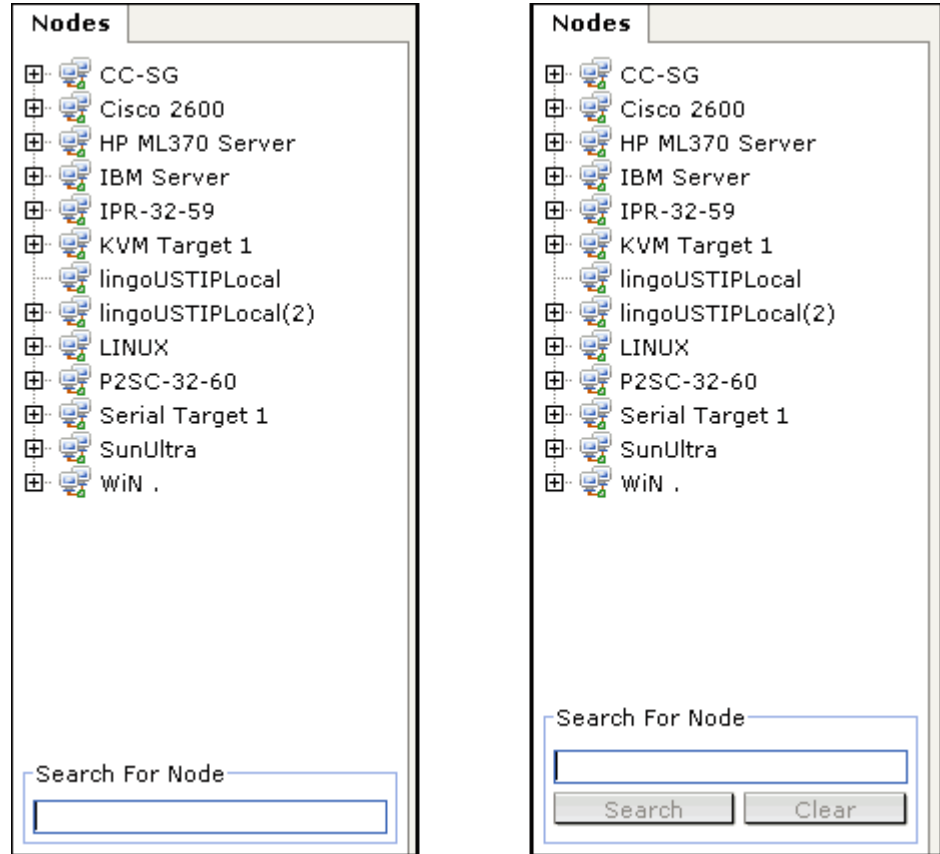 Nodes
CC-SG
Cisco 2600
HP ML370 Server
IBM Server
IPR-32-59
KVM Target 1
lingoUSTIPLocal
lingoUSTIPLocal(2)
LINUX
P2SC-32-60
Serial Target 1
SunUltra
WiN .
Search For Node
Nodes
CC-SG
Cisco 2600
HP ML370 Server
IBM Server
IPR-32-59
KVM Target 1
lingoUSTIPLocal
lingoUSTIPLocal(2)
LINUX
P2SC-32-60
Serial Target 1
SunUltra
WiN .
Search For Node
Search Clear